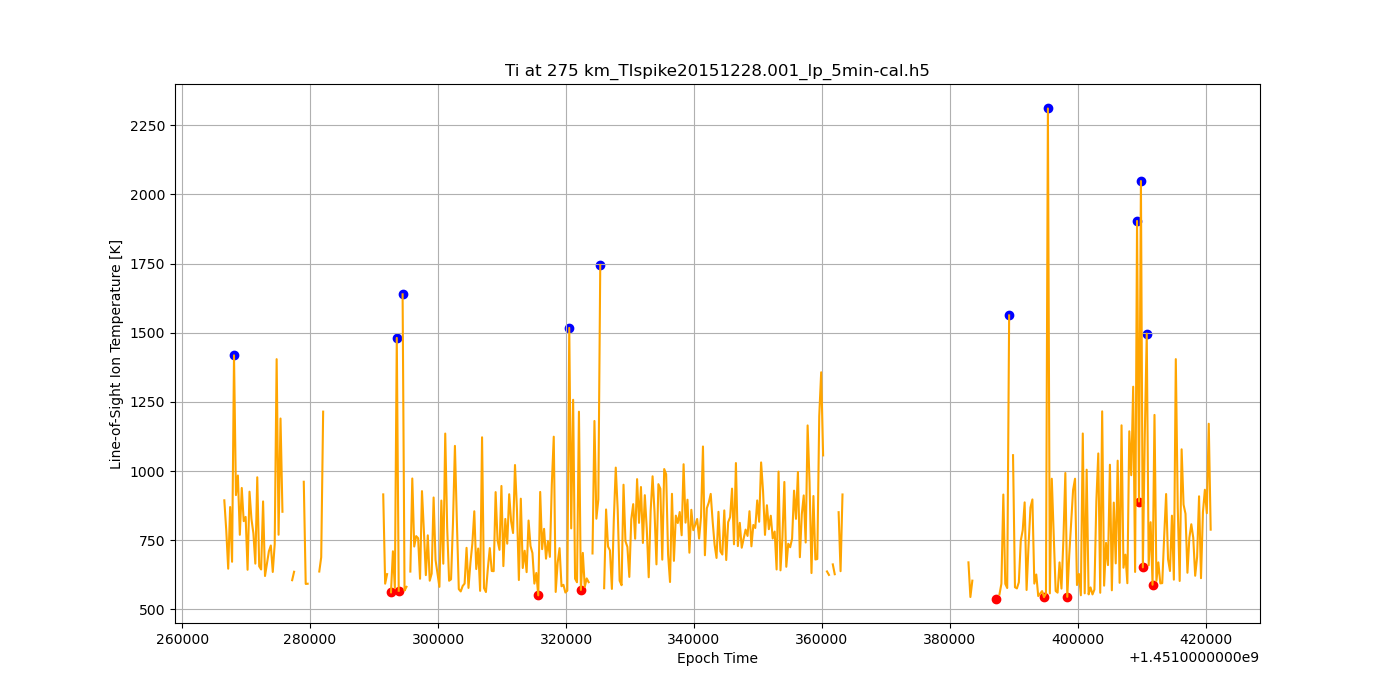 Ti at 275 km_TIspike20151228.001_lp_5min-cal.h5
Line-of-Sight Ion Temperature [K]
2250
2000
1750
1500
1250
1000
750
500
260000 280000 300000 320000 340000 360000 380000 400000 420000
Epoch Time
+1.4510000000e9